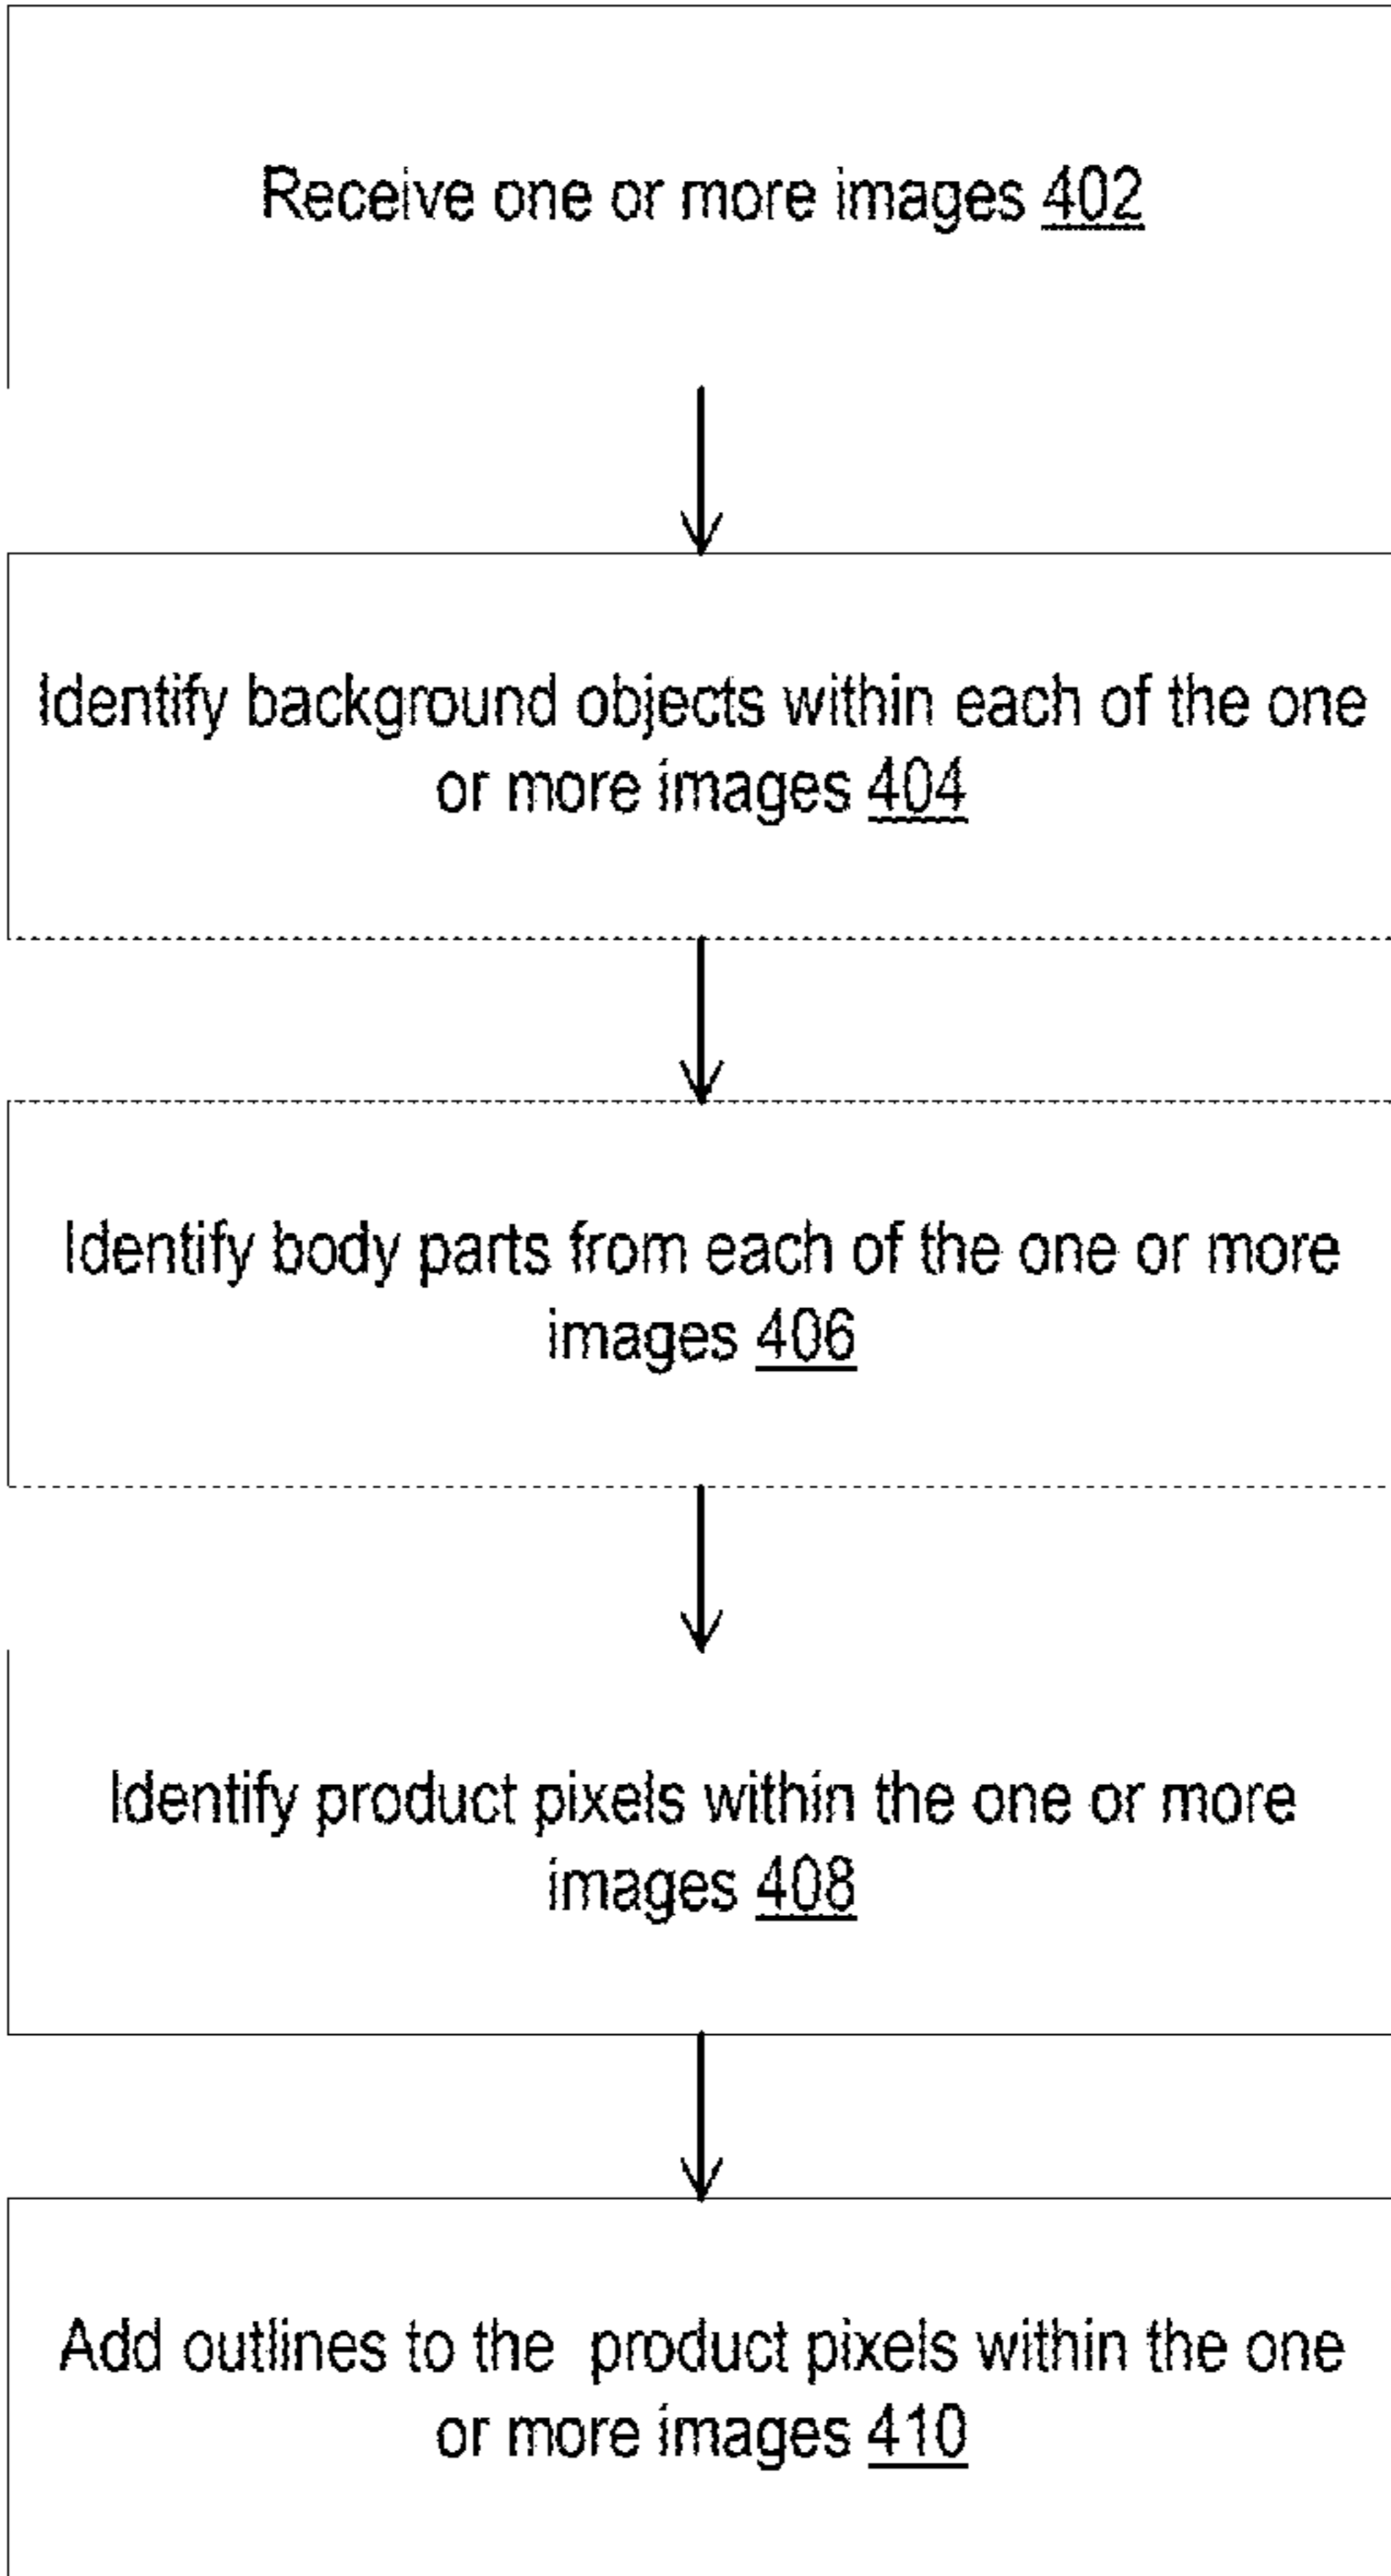 Receive one or more images 402
Identify background objects within each of the one
or more images 404
Identify body parts from each of the one or more
images 406
Identify product pixels within the one or more
images 408
Add outlines to the product pixels within the one
or more images 410